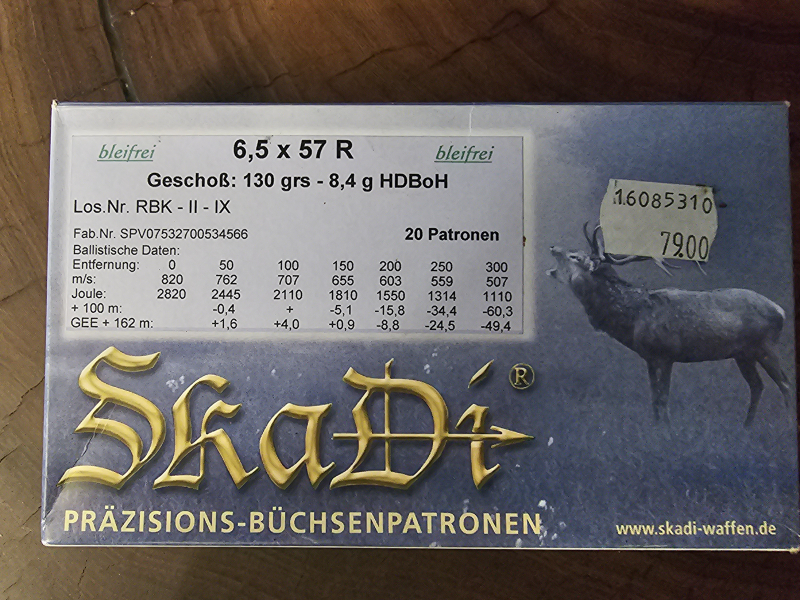 bleifrei 6,5 x 57 R bleifrei
Geschoß: 130 grs - 8,4 g HDBoH
Los.Nr. RBK - II - IX
Fab.Nr. SPV07532700534566 20 Patronen
Ballistische Daten:
Entfernung: 0 50 100 150 200 250 300
m/s: 820 762 707 655 603 559 507
Joule: 2820 2445 2110 1810 1550 1314 1110
+ 100 m: -0,4 + -5,1 -15,8 -34,4 -60,3
GEE + 162 m: +1,6 +4,0 +0,9 -8,8 -24,5 -49,4
16085310
79.00
SkaDi ®
PRÄZISIONS-BÜCHSENPATRONEN
www.skadi-waffen.de